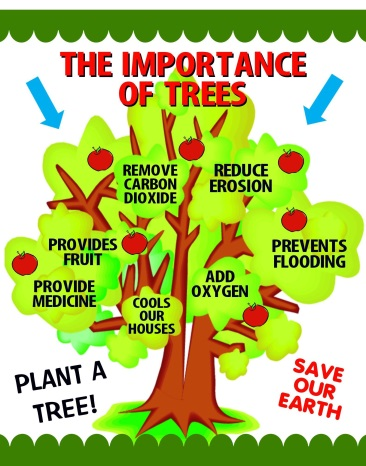 THE IMPORTANCE
OF TREES
REMOVE
CARBON
DIOXIDE
REDUCE
EROSION
PROVIDES
FRUIT
PREVENTS
FLOODING
PROVIDE
MEDICINE
ADD
OXYGEN
COOLS
OUR
HOUSES
PLANT A
TREE!
SAVE
OUR
EARTH